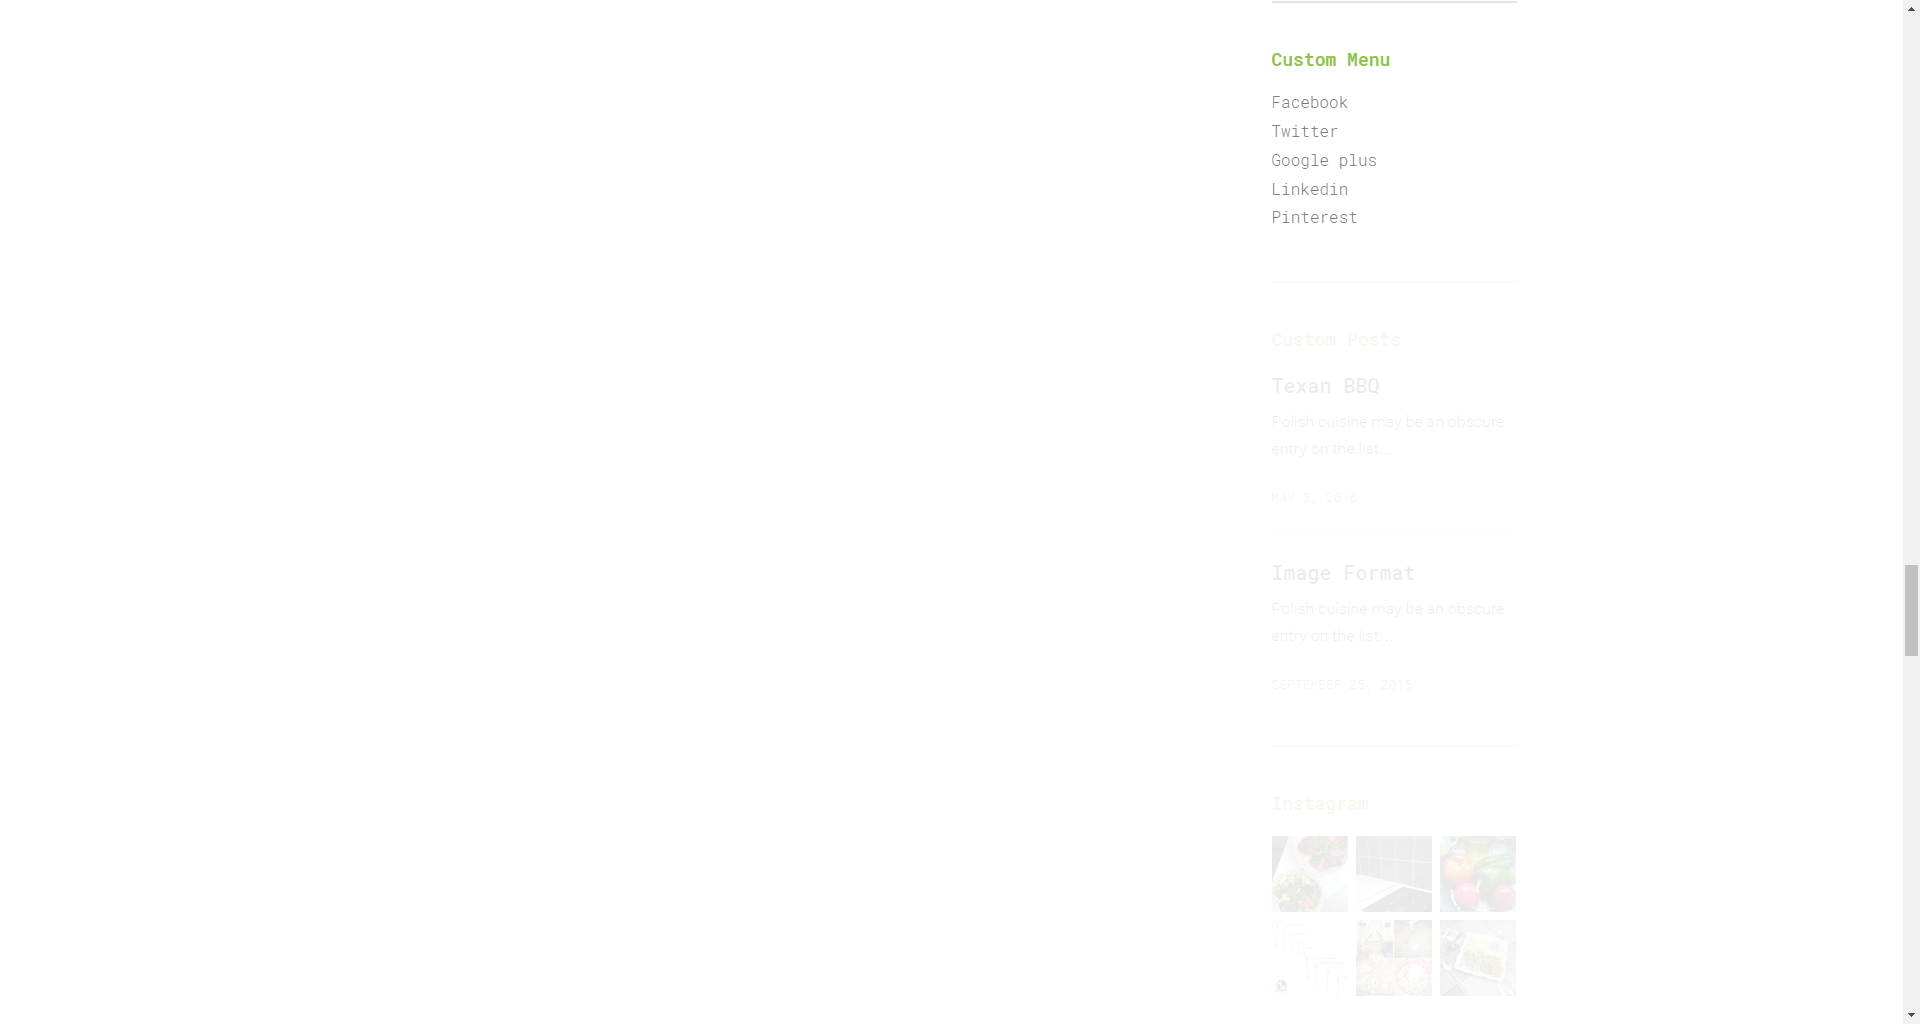 Custom Menu
Facebook
Twitter
Google plus
Linkedin
Pinterest
Custom Posts
Texan BBQ
Polish cuisine may be an obscure
entry on the list...
MAY 3, 2016
Image Format
Polish cuisine may be an obscure
entry on the list...
SEPTEMBER 25, 2015
Instagram